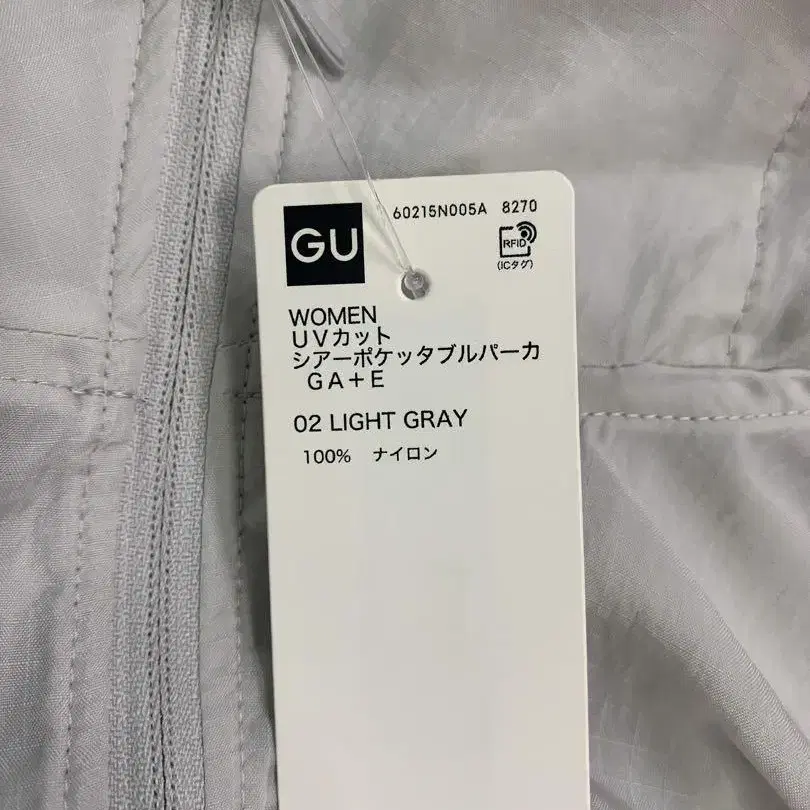 GU
60215N005A 8270
RFID
(ICタグ)
WOMEN
UVカット
シアーポケッタブルパーカ
GA+E
02 LIGHT GRAY
100% ナイロン